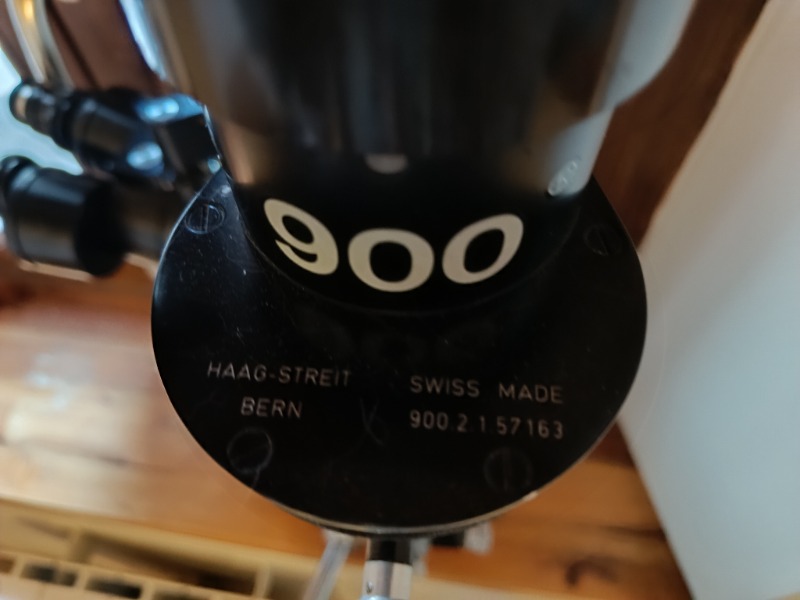 900
HAAG-STREIT
BERN
SWISS MADE
900.2.1.57163